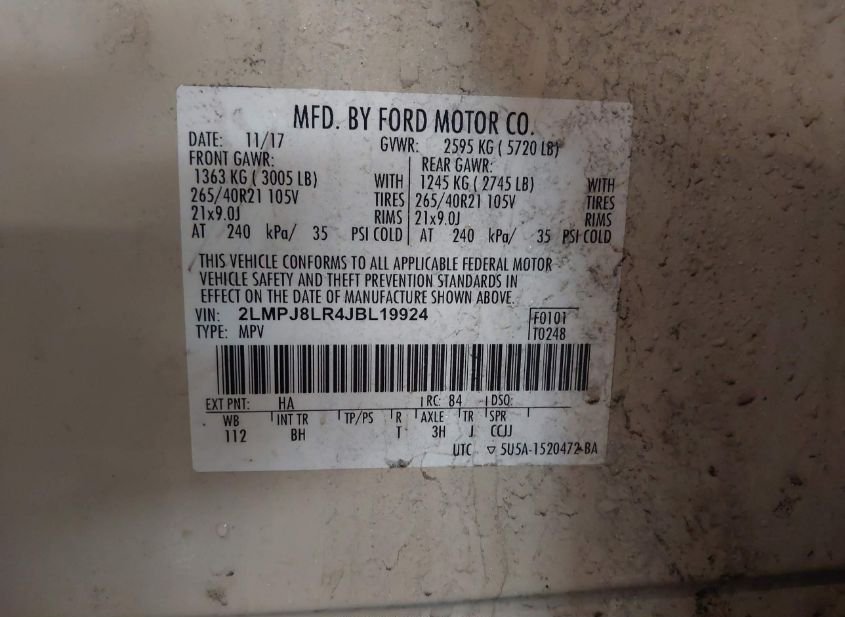 MFD. BY FORD MOTOR CO.
DATE: 11/17 GVWR: 2595 KG ( 5720 LB)
FRONT GAWR: REAR GAWR:
1363 KG ( 3005 LB) WITH 1245 KG ( 2745 LB) WITH
265/40R21 105V TIRES 265/40R21 105V TIRES
21x9.0J RIMS 21x9.0J RIMS
AT 240 kPa/ 35 PSI COLD AT 240 kPa/ 35 PSI COLD
THIS VEHICLE CONFORMS TO ALL APPLICABLE FEDERAL MOTOR
VEHICLE SAFETY AND THEFT PREVENTION STANDARDS IN
EFFECT ON THE DATE OF MANUFACTURE SHOWN ABOVE.
VIN: 2LMPJ8LR4JBL19924 F0101
TYPE: MPV T0248
EXT PNT: HA RC: 84 DSO:
WB INT TR TP/PS R AXLE TR SPR
112 BH T 3H J CCJJ
UTC ▽ 5U5A-1520472-BA